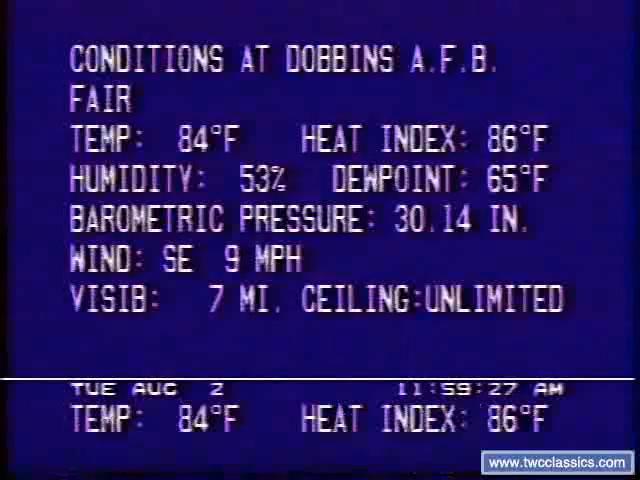 CONDITIONS AT DOBBINS A.F.B.
FAIR
TEMP: 84°F HEAT INDEX: 86°F
HUMIDITY: 53% DEWPOINT: 65°F
BAROMETRIC PRESSURE: 30.14 IN.
WIND: SE 9 MPH
VISIB: 7 MI. CEILING:UNLIMITED
TUE AUG 2 11:59:27 AM
TEMP: 84°F HEAT INDEX: 86°F
www.twcclassics.com